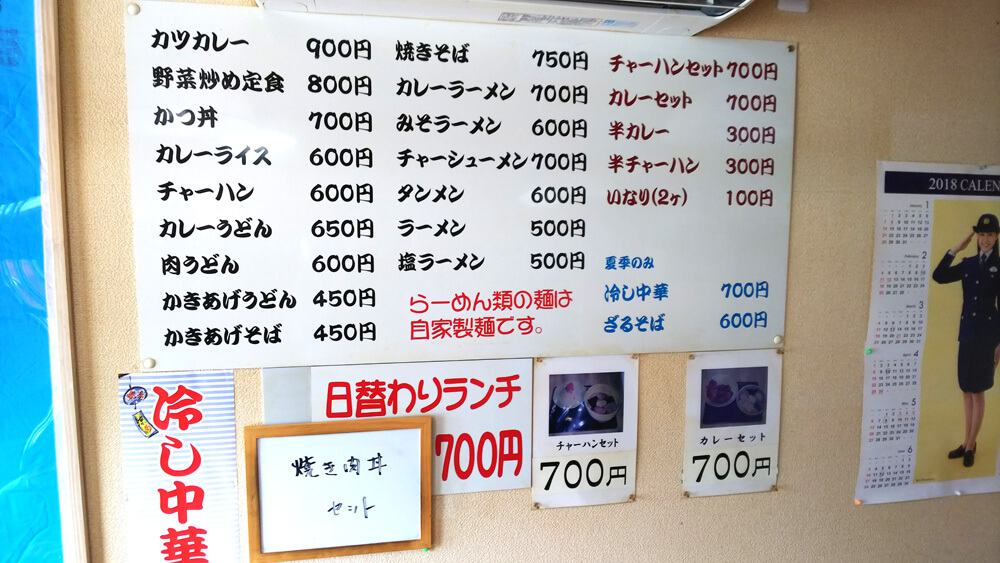 カツカレー 900円
野菜炒め定食 800円
かつ丼 700円
カレーライス 600円
チャーハン 600円
カレーうどん 650円
肉うどん 600円
かきあげうどん 450円
かきあげそば 450円
焼きそば 750円
カレーラーメン 700円
みそラーメン 600円
チャーシューメン 700円
タンメン 600円
ラーメン 500円
塩ラーメン 500円
らーめん類の麺は
自家製麺です。
チャーハンセット 700円
カレーセット 700円
半カレー 300円
半チャーハン 300円
いなり(2ヶ) 100円
夏季のみ
冷し中華 700円
ざるそば 600円
冷し中華
日替わりランチ
700円
焼き肉丼
セット
チャーハンセット
700円
カレーセット
700円
2018 CALEN